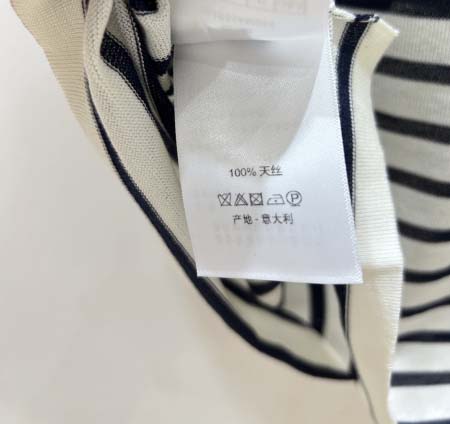 100% 天丝
产地 - 意大利